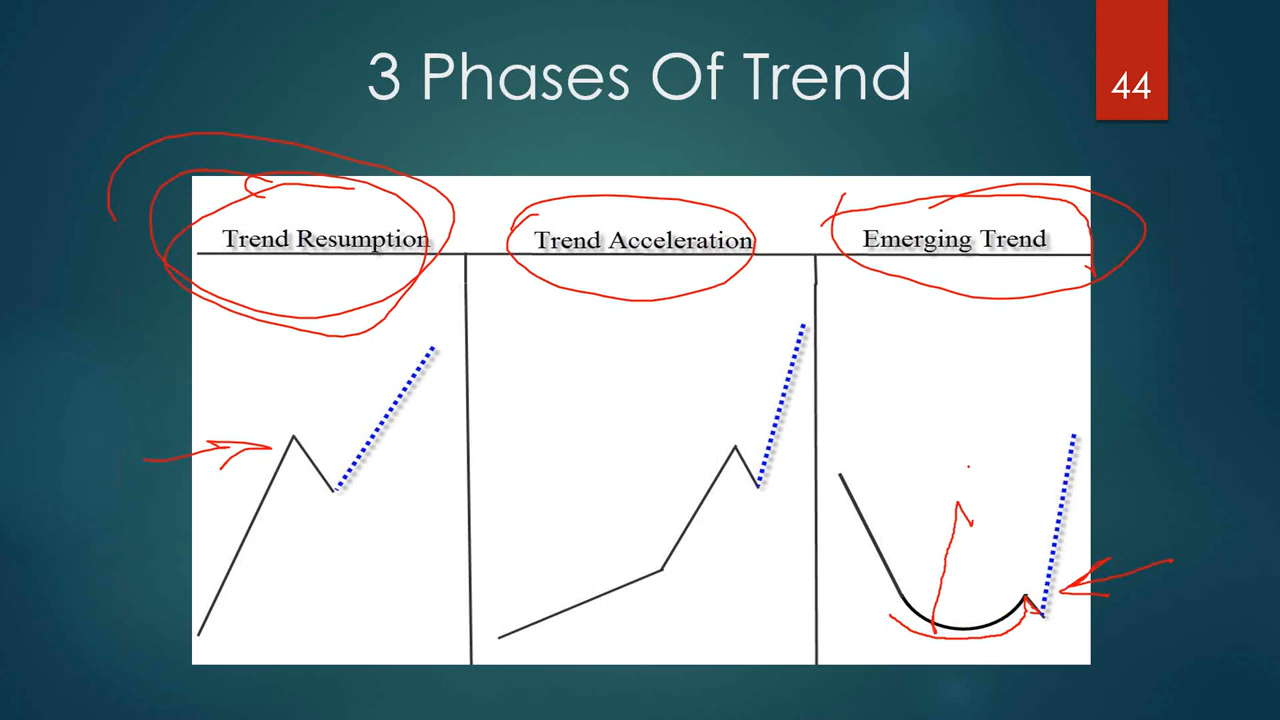 3 Phases Of Trend
44
Trend Resumption
Trend Acceleration
Emerging Trend